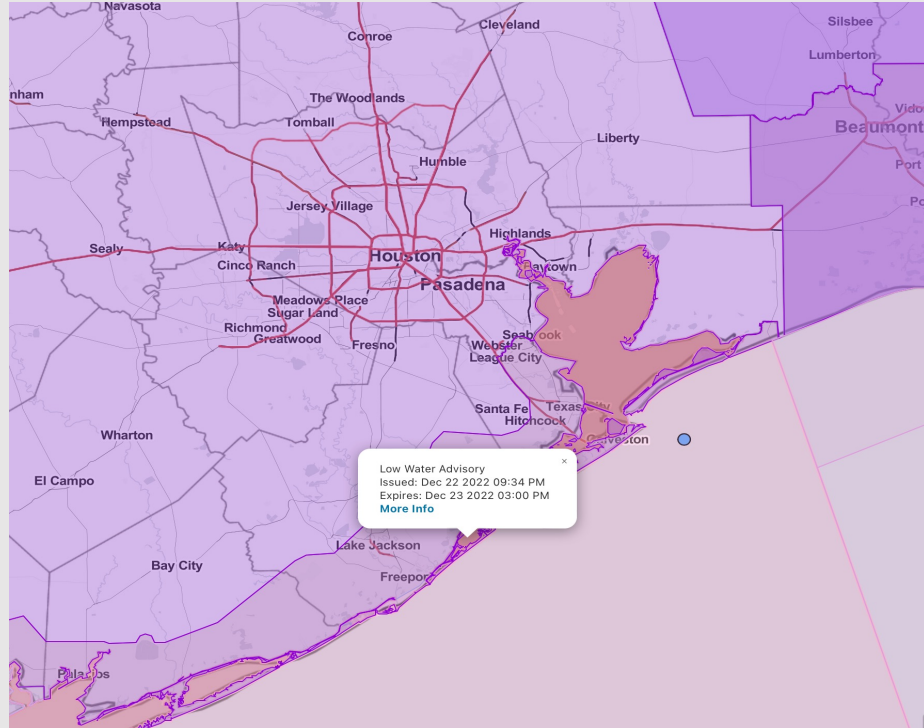 Navasota
Cleveland
Silsbee
Conroe
Lumberton
nham
The Woodlands
Vido
Hempstead
Tomball
Beaumont
Liberty
Humble
Port
Po
Jersey Village
Highlands
Sealy
Katy
Houston
Cinco Ranch
aytown
Pasadena
Meadows Place
Sugar Land
Richmond
Seabrook
Greatwood
Fresno
Webster
League City
Santa Fe
Texas City
Hitchcock
Wharton
Galveston
×
Low Water Advisory
Issued: Dec 22 2022 09:34 PM
Expires: Dec 23 2022 03:00 PM
More Info
El Campo
Lake Jackson
Bay City
Freepor
Palacios